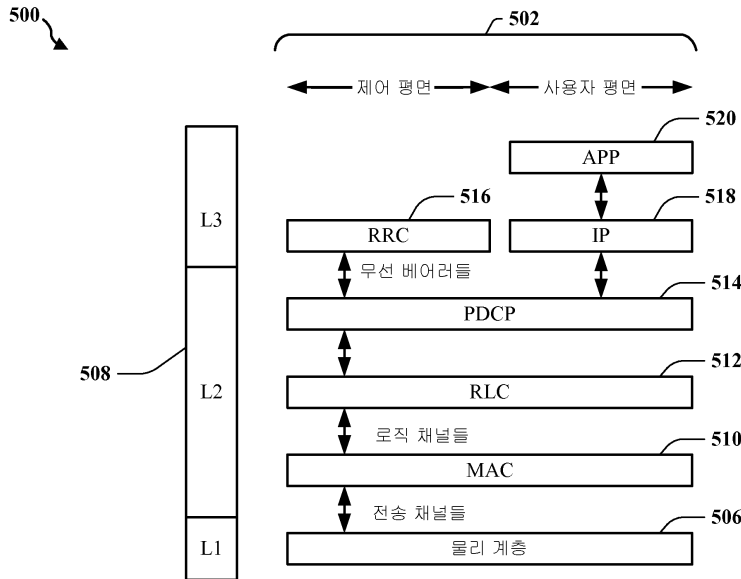 500
502
제어 평면
사용자 평면
520
APP
516
518
L3
RRC
IP
무선 베어러들
514
PDCP
508
L2
512
RLC
로직 채널들
510
MAC
전송 채널들
506
L1
물리 계층